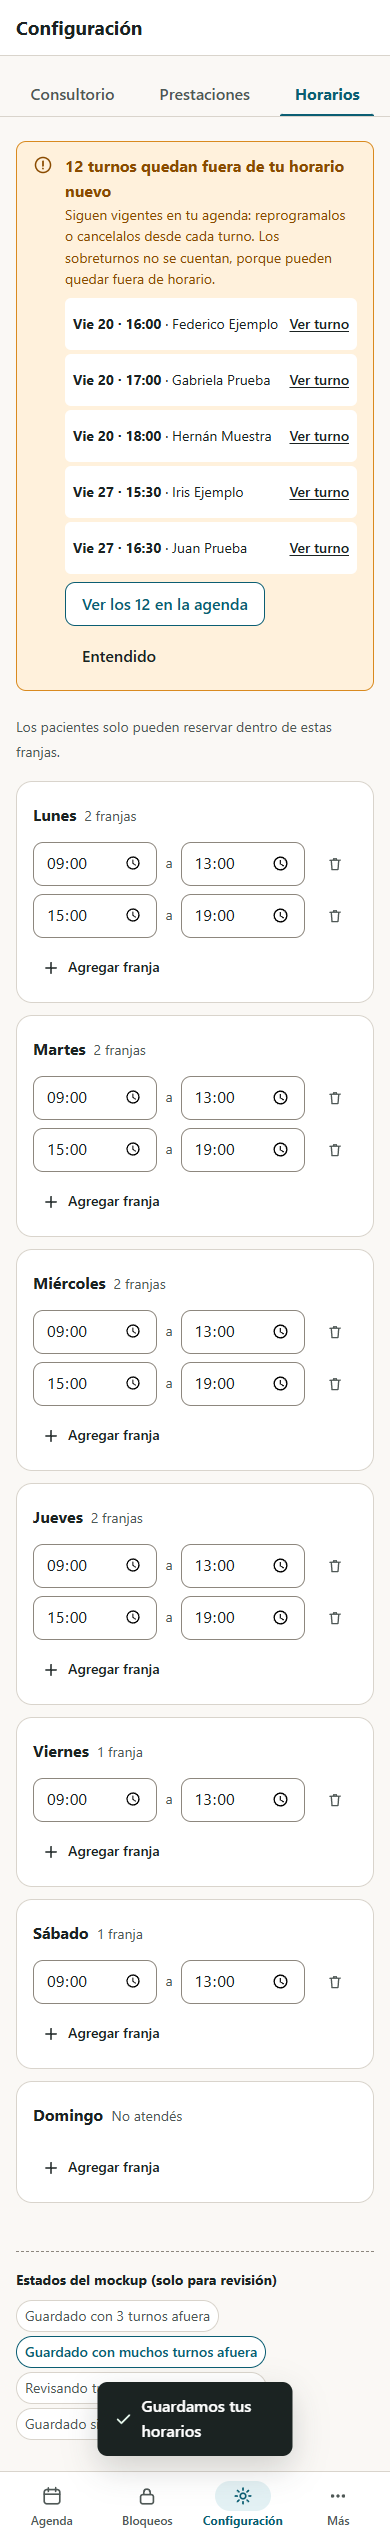 Configuración
Consultorio Prestaciones Horarios
12 turnos quedan fuera de tu horario
nuevo
Siguen vigentes en tu agenda: reprogramalos
o cancelalos desde cada turno. Los
sobreturnos no se cuentan, porque pueden
quedar fuera de horario.
Vie 20 · 16:00 · Federico Ejemplo Ver turno
Vie 20 · 17:00 · Gabriela Prueba Ver turno
Vie 20 · 18:00 · Hernán Muestra Ver turno
Vie 27 · 15:30 · Iris Ejemplo Ver turno
Vie 27 · 16:30 · Juan Prueba Ver turno
Ver los 12 en la agenda
Entendido
Los pacientes solo pueden reservar dentro de estas
franjas.
Lunes 2 franjas
09:00 a 13:00
15:00 a 19:00
+ Agregar franja
Martes 2 franjas
09:00 a 13:00
15:00 a 19:00
+ Agregar franja
Miércoles 2 franjas
09:00 a 13:00
15:00 a 19:00
+ Agregar franja
Jueves 2 franjas
09:00 a 13:00
15:00 a 19:00
+ Agregar franja
Viernes 1 franja
09:00 a 13:00
+ Agregar franja
Sábado 1 franja
09:00 a 13:00
+ Agregar franja
Domingo No atendés
+ Agregar franja
Estados del mockup (solo para revisión)
Guardado con 3 turnos afuera
Guardado con muchos turnos afuera
Revisando
Guardado
Guardamos tus
horarios
Agenda Bloqueos Configuración Más